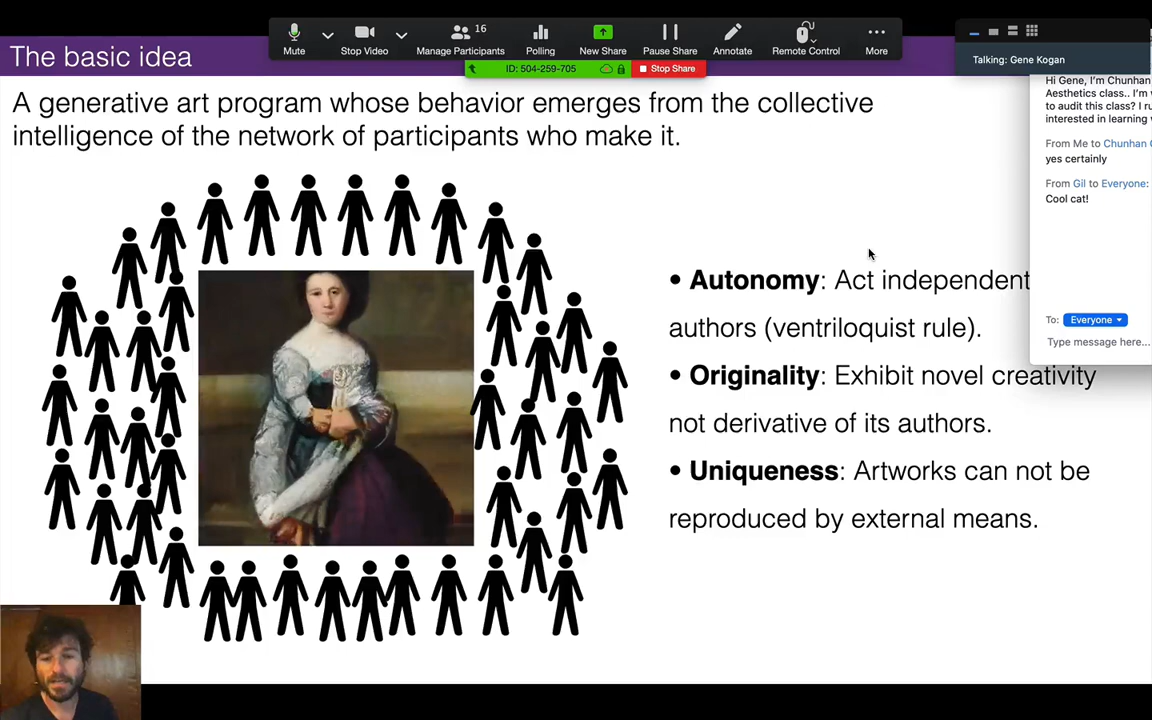 Mute
Stop Video
16
Manage Participants
Polling
New Share
Pause Share
Annotate
Remote Control
More
ID: 504-259-705
Stop Share
Talking: Gene Kogan
The basic idea
A generative art program whose behavior emerges from the collective
intelligence of the network of participants who make it.
• Autonomy: Act independent
authors (ventriloquist rule).
• Originality: Exhibit novel creativity
not derivative of its authors.
• Uniqueness: Artworks can not be
reproduced by external means.
Hi Gene, I'm Chunhan
Aesthetics class.. I'm
to audit this class? I
interested in learning
From Me to Chunhan
yes certainly
From Gil to Everyone:
Cool cat!
To: Everyone
Type message here...